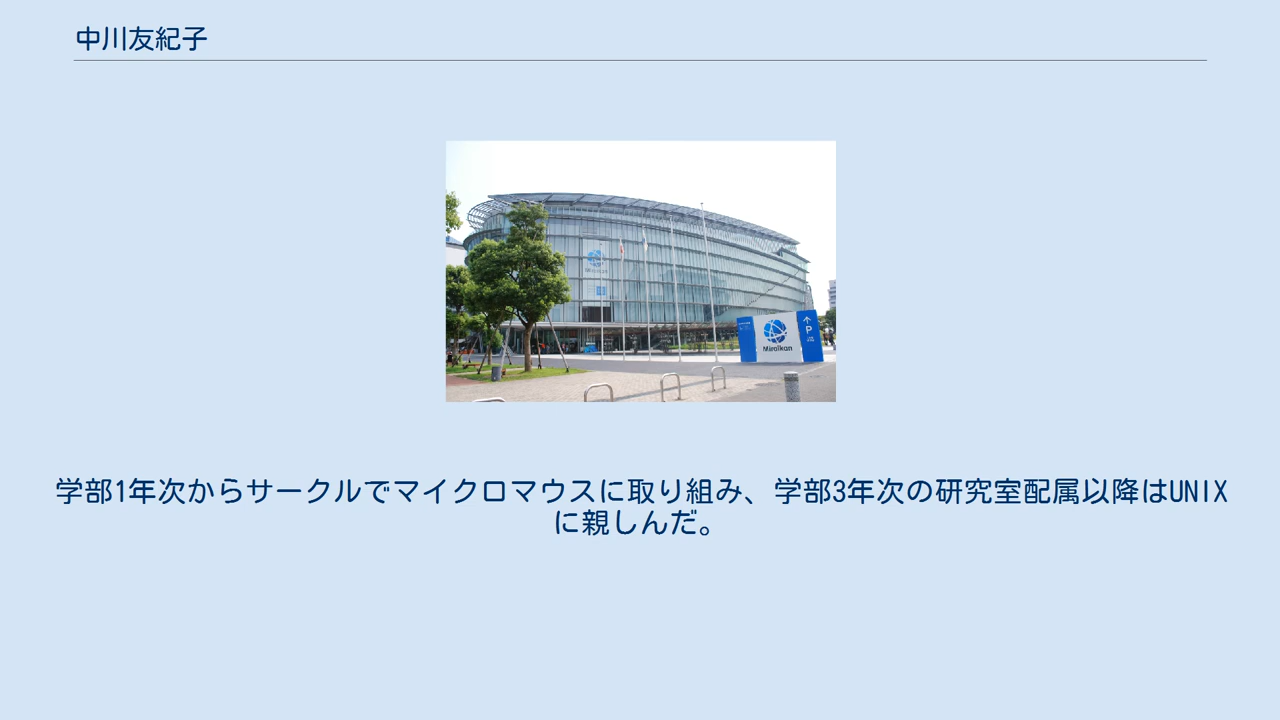 中川友紀子
Miraikan
Miraikan
P
学部1年次からサークルでマイクロマウスに取り組み、学部3年次の研究室配属以降はUNIX
に親しんだ。